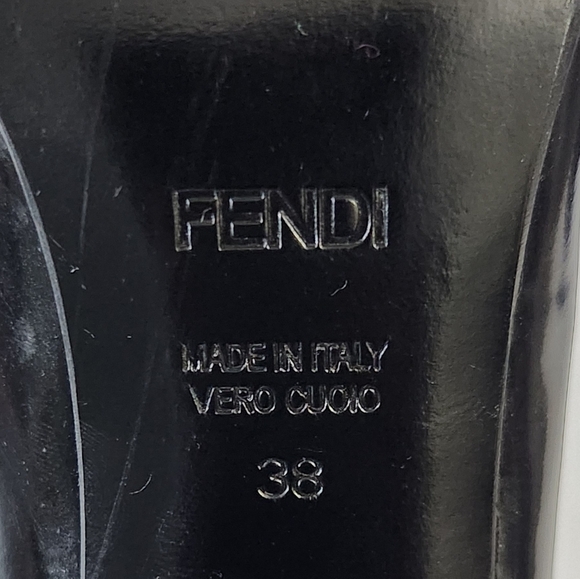 FENDI
MADE IN ITALY
VERO CUOIO
38